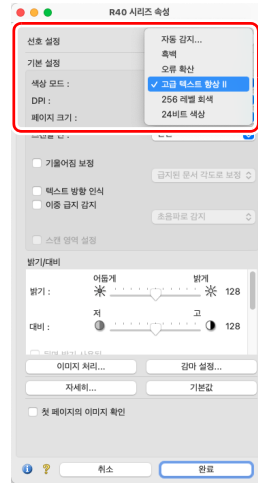 R40 시리즈 속성
선호 설정
자동 감지...
흑백
기본 설정
오류 확산
색상 모드 :
✓ 고급 텍스트 향상 II
DPI :
256 레벨 회색
페이지 크기 :
24비트 색상
기울어짐 보정
급지된 문서 각도로 보정
텍스트 방향 인식
이중 급지 감지
초음파로 감지
스캔 영역 설정
밝기/대비
어둡게 밝게
밝기 : 128
저 고
대비 : 128
이미지 처리... 감마 설정...
자세히... 기본값
첫 페이지의 이미지 확인
취소 완료